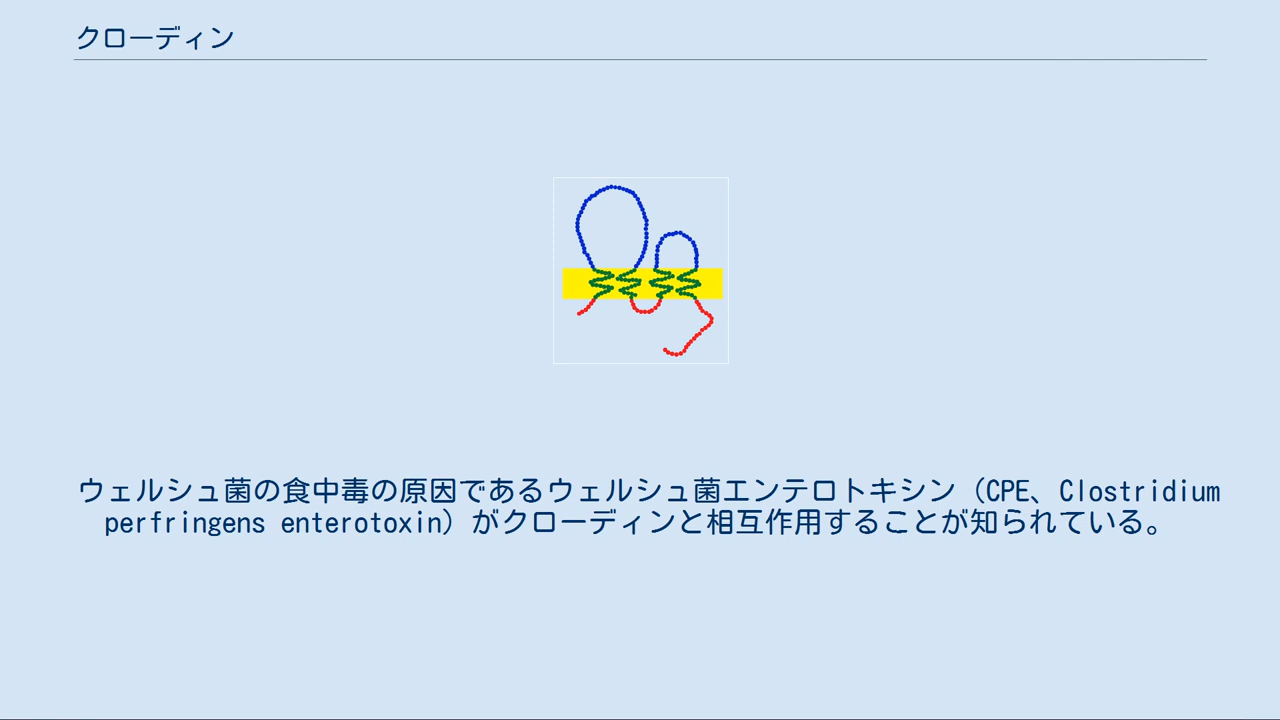 クローディン
ウェルシュ菌の食中毒の原因であるウェルシュ菌エンテロトキシン（CPE、Clostridium
perfringens enterotoxin）がクローディンと相互作用することが知られている。